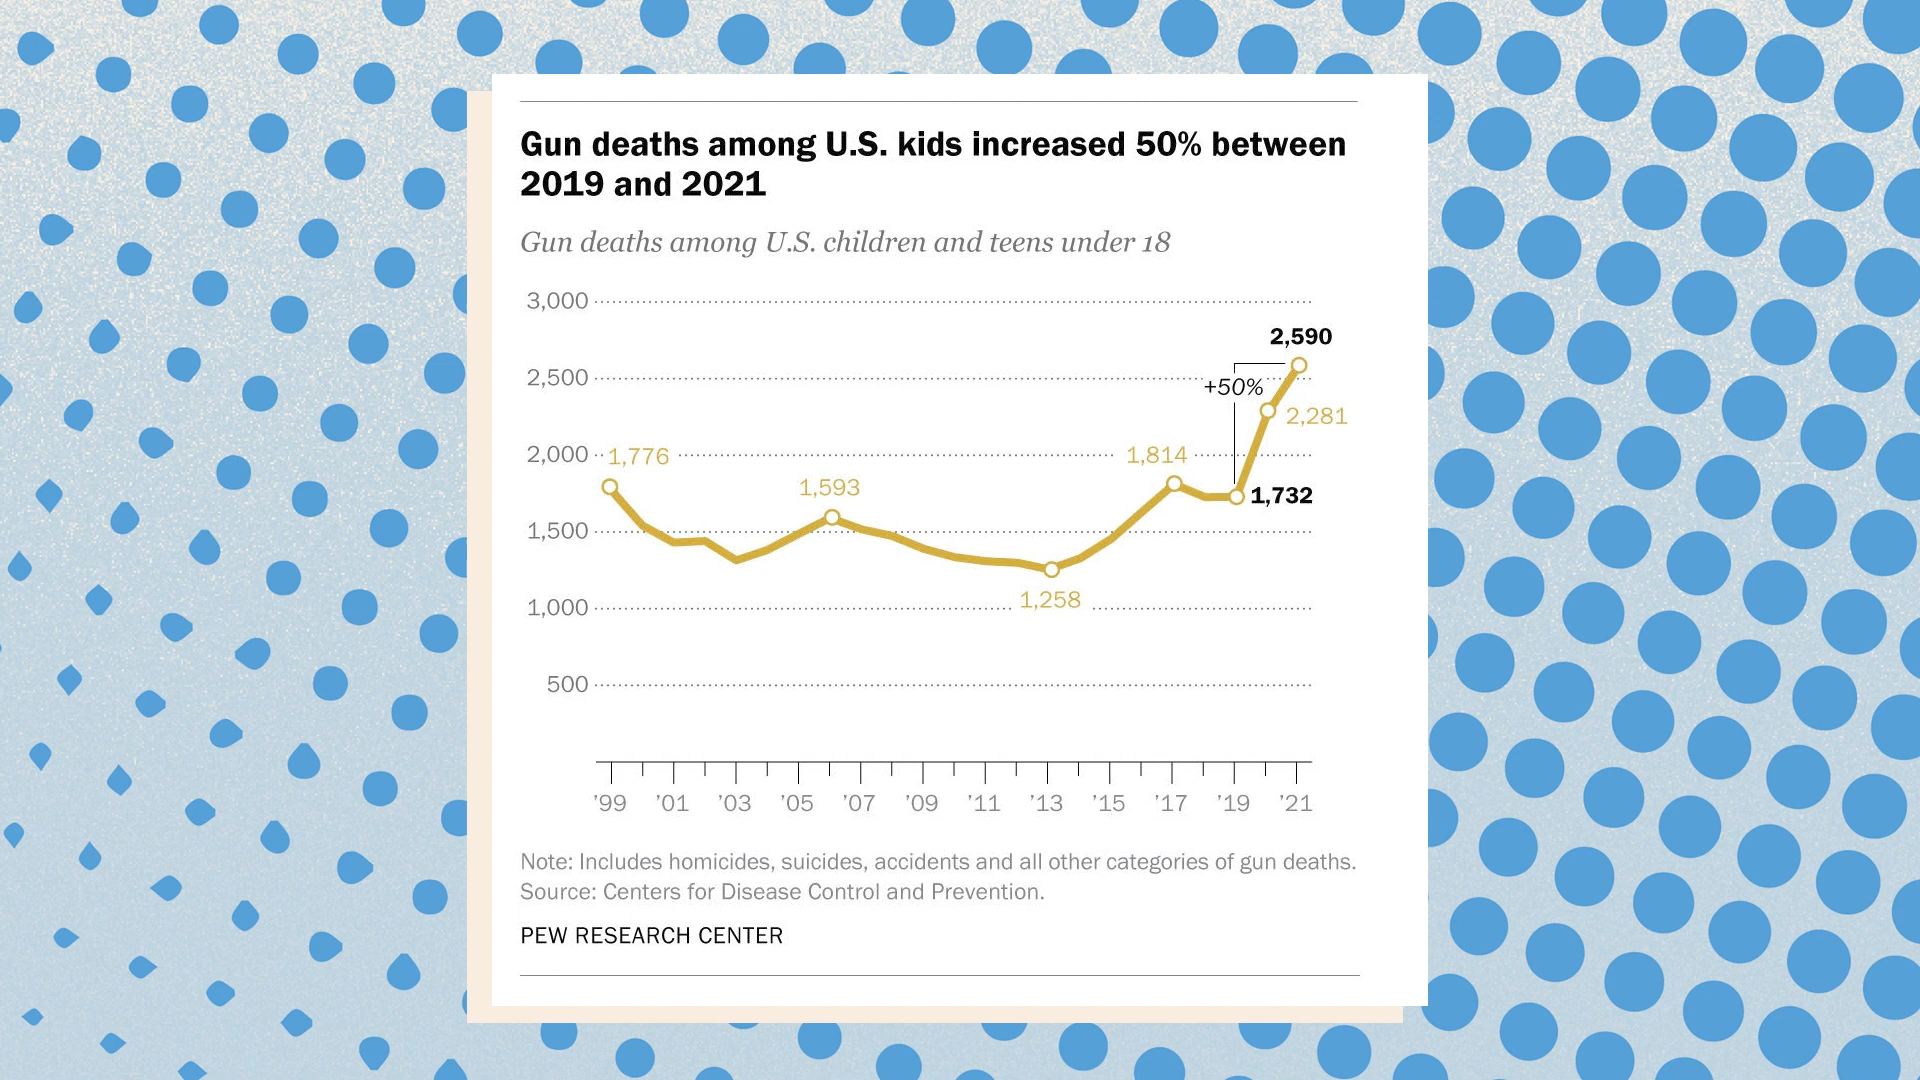 Gun deaths among U.S. kids increased 50% between
2019 and 2021
Gun deaths among U.S. children and teens under 18
3,000
2,590
2,500
+50%
2,281
2,000
1,776
1,814
1,593
1,732
1,500
1,258
1,000
500
’99 ’01 ’03 ’05 ’07 ’09 ’11 ’13 ’15 ’17 ’19 ’21
Note: Includes homicides, suicides, accidents and all other categories of gun deaths.
Source: Centers for Disease Control and Prevention.
PEW RESEARCH CENTER